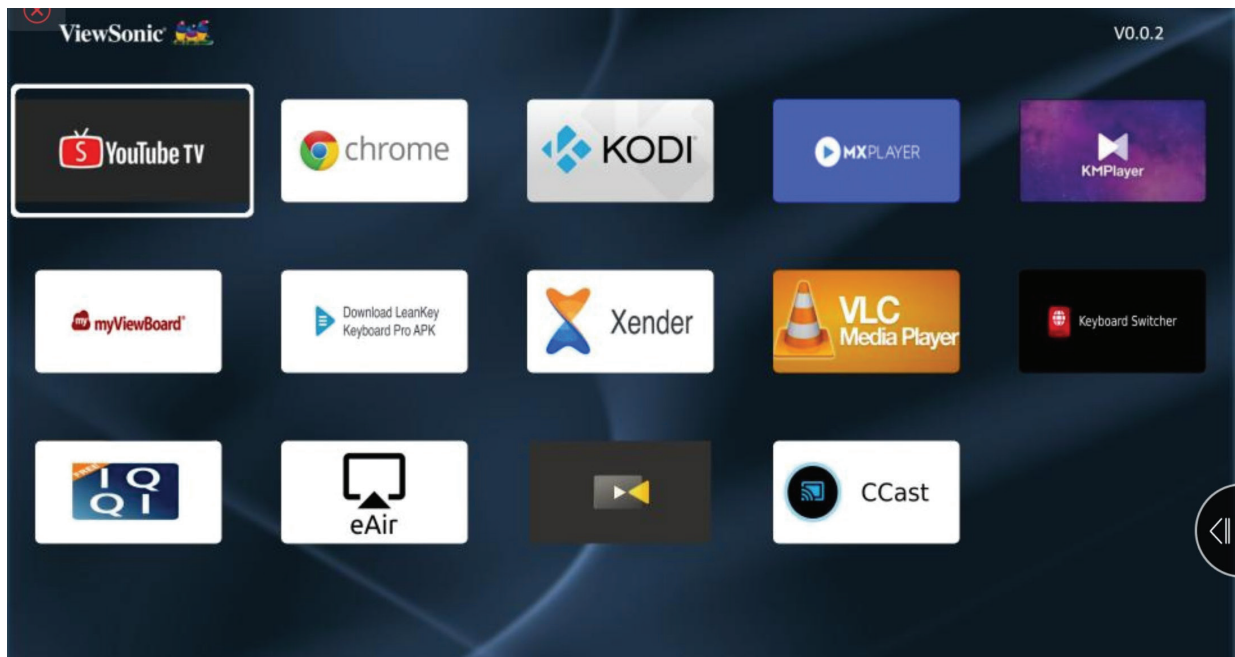 ViewSonic®
V0.0.2
S YouTube TV
chrome
KODI
MXPLAYER
KMPlayer
my myViewBoard®
Download LeanKey
Keyboard Pro APK
Xender
VLC
Media Player
Keyboard Switcher
FREE
I Q
Q I
eAir
CCast